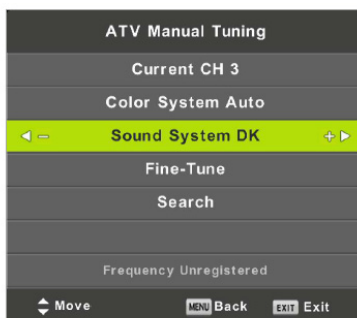 ATV Manual Tuning
Current CH 3
Color System Auto
− Sound System DK +
Fine-Tune
Search
Frequency Unregistered
Move MENU Back EXIT Exit